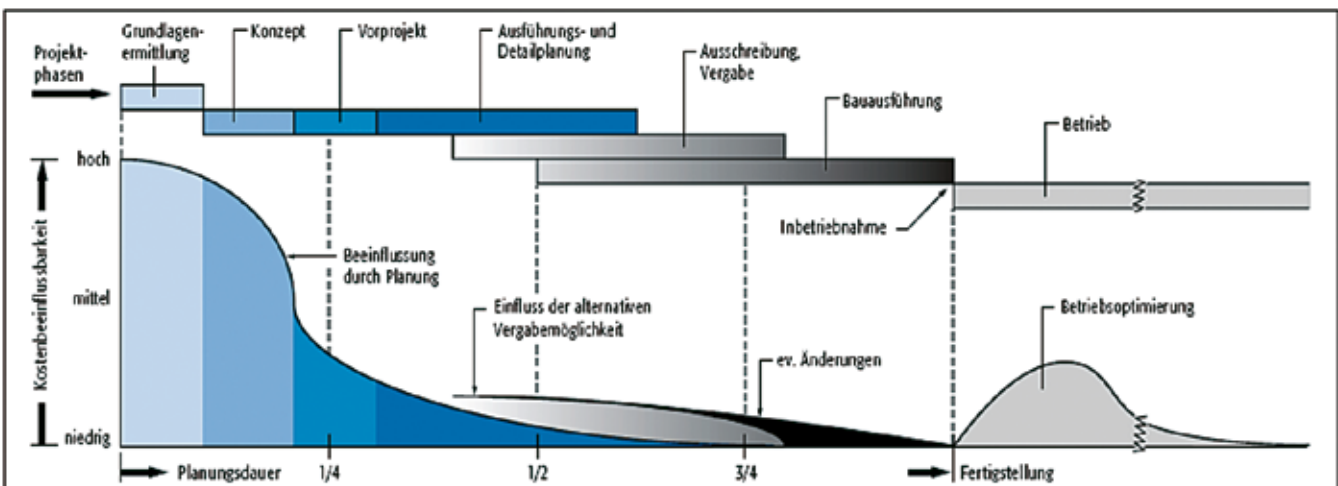 Projekt-
phasen
Grundlagen-
ermittlung
Konzept
Vorprojekt
Ausführungs- und
Detailplanung
Ausschreibung,
Vergabe
Bauausführung
Betrieb
Inbetriebnahme
Kostenbeeinflussbarkeit
hoch
mittel
niedrig
Beeinflussung
durch Planung
Einfluss der alternativen
Vergabemöglichkeit
ev. Änderungen
Betriebsoptimierung
Planungsdauer
1/4
1/2
3/4
Fertigstellung